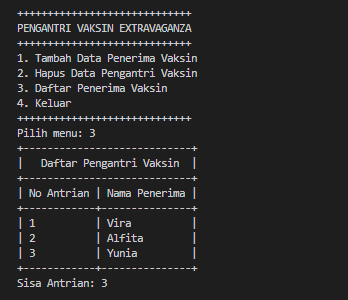 ++++++++++++++++++++++++++++++
PENGANTRI VAKSIN EXTRAVAGANZA
++++++++++++++++++++++++++++++
1. Tambah Data Penerima Vaksin
2. Hapus Data Pengantri Vaksin
3. Daftar Penerima Vaksin
4. Keluar
++++++++++++++++++++++++++++++
Pilih menu: 3
+----------------------------+
|   Daftar Pengantri Vaksin  |
+----------------------------+
| No Antrian | Nama Penerima |
+------------+---------------+
| 1          | Vira          |
| 2          | Alfita        |
| 3          | Yunia         |
+------------+---------------+
Sisa Antrian: 3